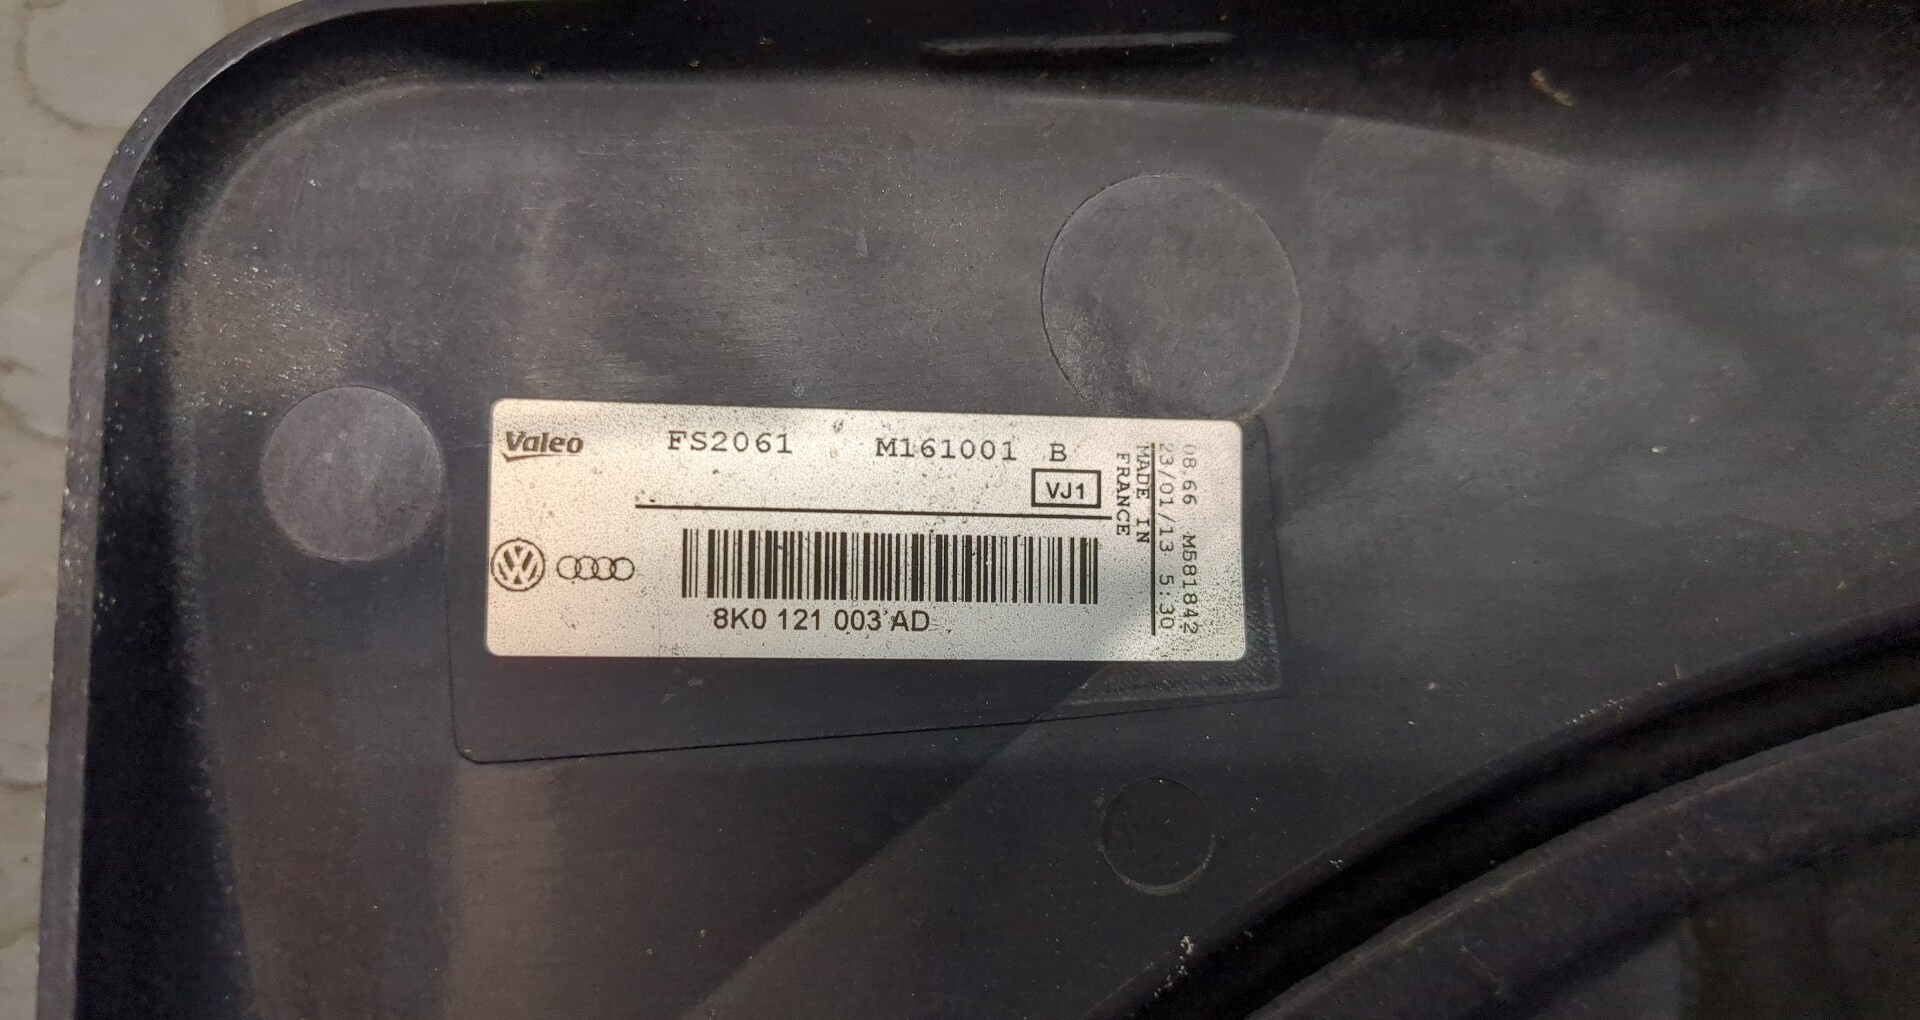 Valeo FS2061 M161001 B
VJ1
8K0 121 003 AD
MADE IN
FRANCE
08.66 M581842
23/01/13 5:30